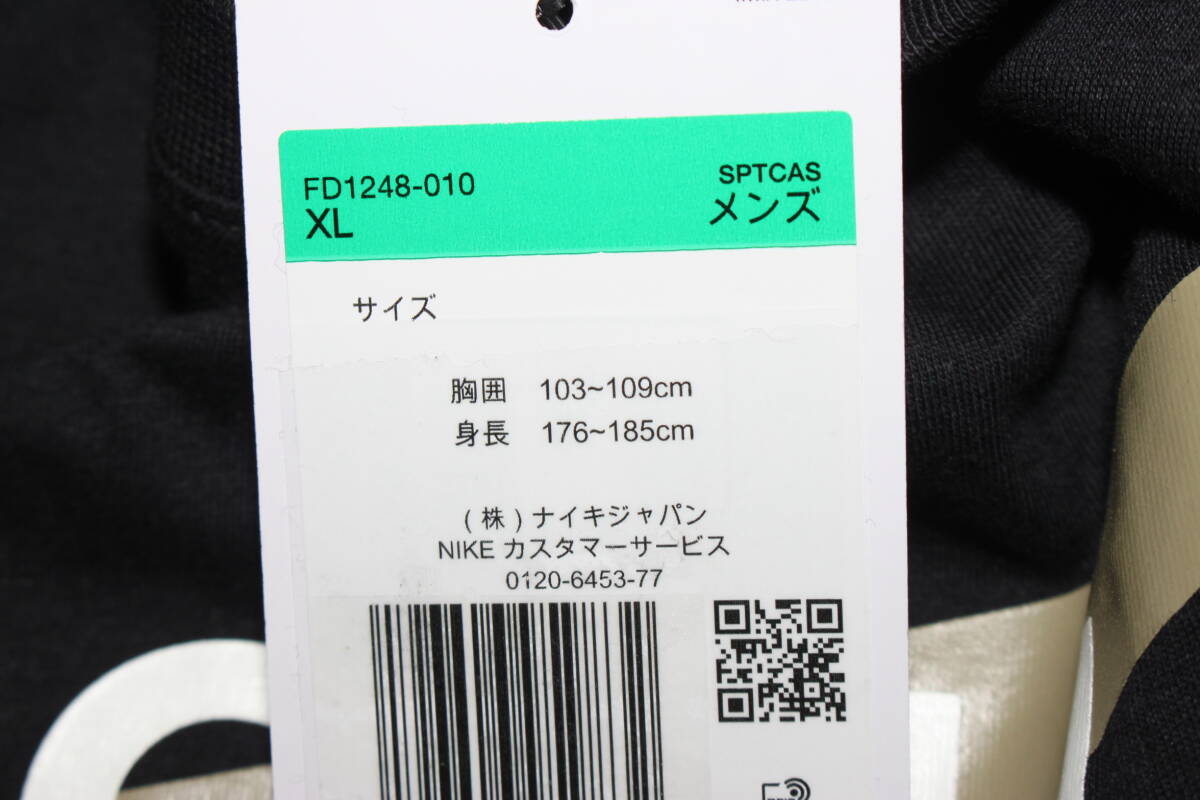 FD1248-010
XL
SPTCAS
メンズ
サイズ
胸囲 103~109cm
身長 176~185cm
(株)ナイキジャパン
NIKE カスタマーサービス
0120-6453-77